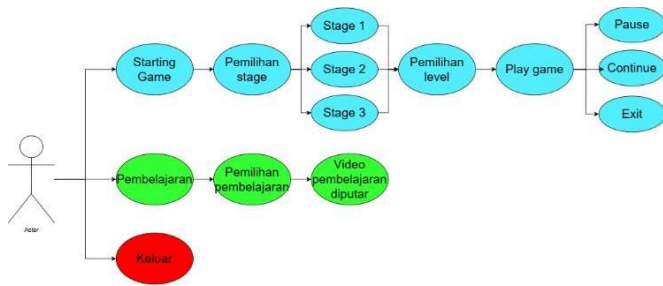 Starting
Game
Pemilihan
stage
Stage 1
Stage 2
Stage 3
Pemilihan
level
Play game
Pause
Continue
Exit
Actor
Pembelajaran
Pemilihan
pembelajaran
Video
pembelajaran
diputar
Keluar